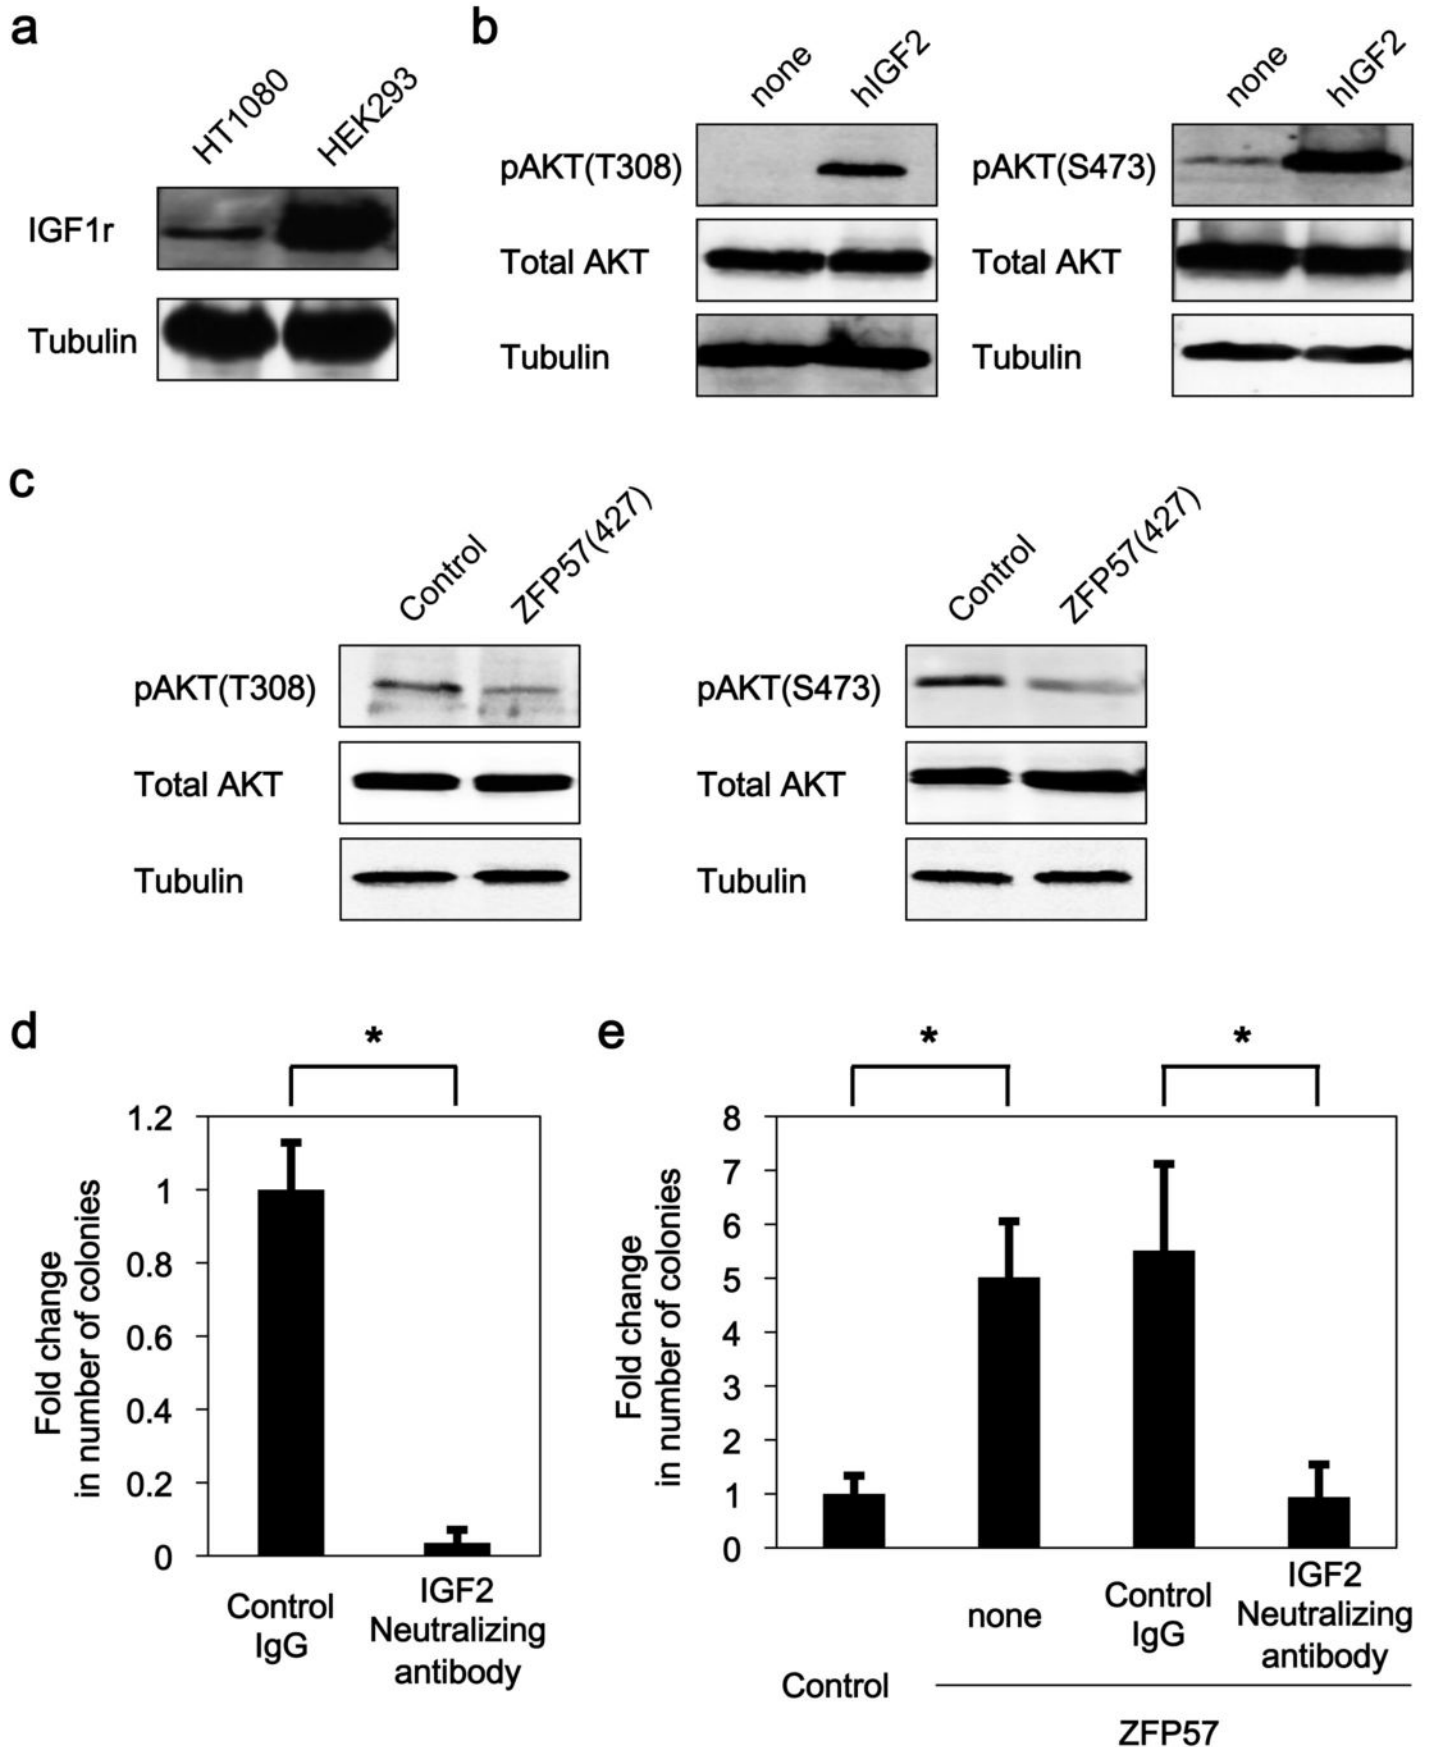 a
HT1080
HEK293
IGF1r
Tubulin
b
none
hIGF2
pAKT(T308)
Total AKT
Tubulin
none
hIGF2
pAKT(S473)
Total AKT
Tubulin
c
Control
ZFP57(427)
pAKT(T308)
Total AKT
Tubulin
Control
ZFP57(427)
pAKT(S473)
Total AKT
Tubulin
d
*
Fold change
in number of colonies
1.2
1
0.8
0.6
0.4
0.2
0
Control
IgG
IGF2
Neutralizing
antibody
e
*
*
Fold change
in number of colonies
8
7
6
5
4
3
2
1
0
Control
none
Control
IgG
IGF2
Neutralizing
antibody
ZFP57